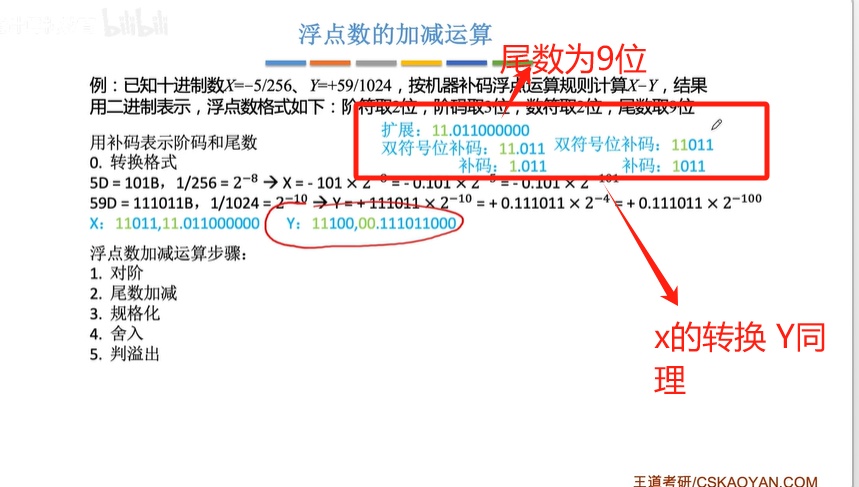 bilibili
浮点数的加减运算
尾数为9位
例：已知十进制数X=−5/256、Y=+59/1024，按机器补码浮点运算规则计算X−Y，结果
用二进制表示，浮点数格式如下：阶符取2位，阶码取3位，数符取2位，尾数取9位
扩展：11.011000000
双符号位补码：11.011 双符号位补码：11011
补码：1.011 补码：1011
用补码表示阶码和尾数
0. 转换格式
5D = 101B，1/256 = 2⁻⁸ → X = - 101 × 2⁻⁸ = - 0.101 × 2⁻⁵ = - 0.101 × 2⁻¹⁰¹
59D = 111011B，1/1024 = 2⁻¹⁰ → Y = + 111011 × 2⁻¹⁰ = + 0.111011 × 2⁻⁴ = + 0.111011 × 2⁻¹⁰⁰
X：11011,11.011000000 Y：11100,00.111011000
浮点数加减运算步骤：
1. 对阶
2. 尾数加减
3. 规格化
4. 舍入
5. 判溢出
x的转换 Y同
理
王道考研/CSKAOYAN.COM